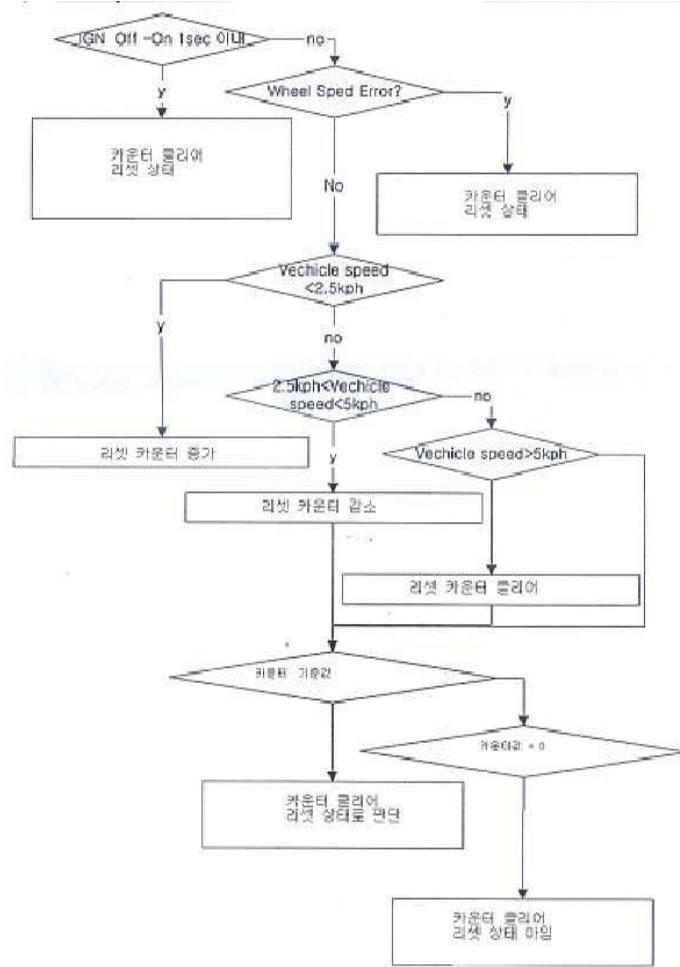 IGN Off -On 1sec 이내
no
y
Wheel Sped Error?
y
카운터 클리어
리셋 상태
No
카운터 클리어
리셋 상태
Vechicle speed
<2.5kph
y
no
2.5kph<Vechicle
speed<5kph
no
리셋 카운터 증가
y
Vechicle speed>5kph
리셋 카운터 감소
리셋 카운터 클리어
카운터 기준값
카운터값 = 0
카운터 클리어
리셋 상태로 판단
카운터 클리어
리셋 상태 아님